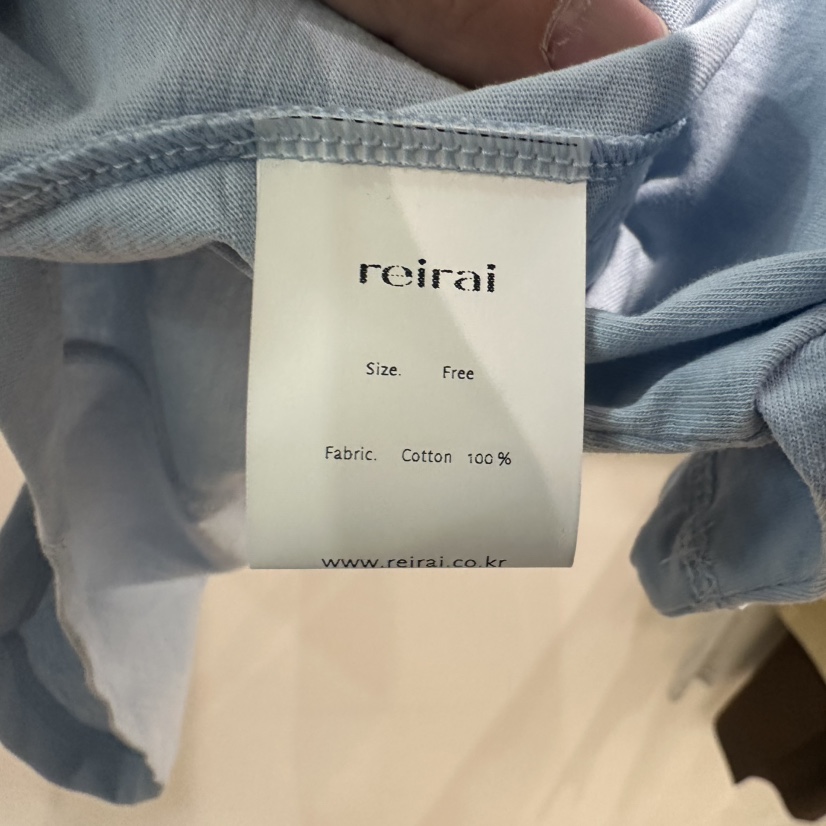 reirai
Size. Free
Fabric. Cotton 100%
www.reirai.co.kr